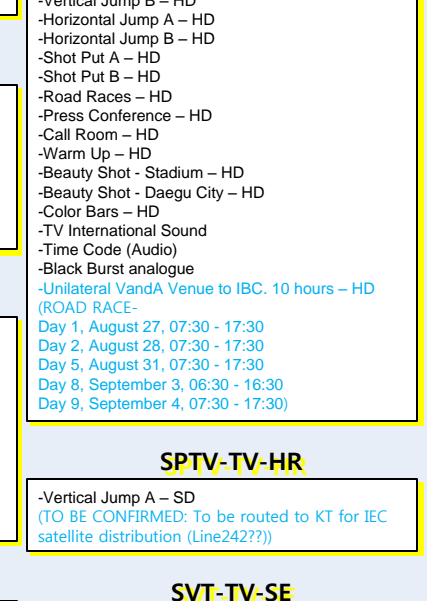 -Vertical Jump B – HD
-Horizontal Jump A – HD
-Horizontal Jump B – HD
-Shot Put A – HD
-Shot Put B – HD
-Road Races – HD
-Press Conference – HD
-Call Room – HD
-Warm Up – HD
-Beauty Shot - Stadium – HD
-Beauty Shot - Daegu City – HD
-Color Bars – HD
-TV International Sound
-Time Code (Audio)
-Black Burst analogue
-Unilateral VandA Venue to IBC. 10 hours – HD
(ROAD RACE-
Day 1, August 27, 07:30 - 17:30
Day 2, August 28, 07:30 - 17:30
Day 5, August 31, 07:30 - 17:30
Day 8, September 3, 06:30 - 16:30
Day 9, September 4, 07:30 - 17:30)
SPTV-TV-HR
-Vertical Jump A – SD
(TO BE CONFIRMED: To be routed to KT for IEC
satellite distribution (Line242??))
SVT-TV-SE